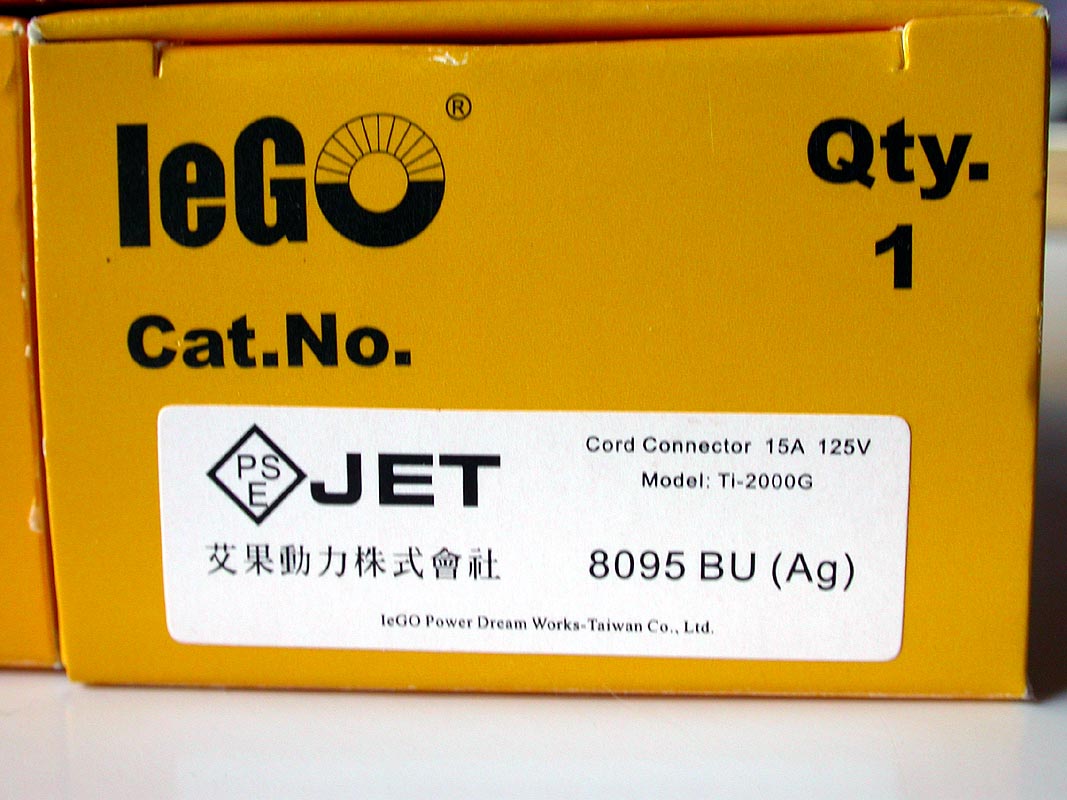 IeGO®
Qty.
1
Cat.No.
PSE JET
Cord Connector 15A 125V
Model: Ti-2000G
艾果動力株式會社
8095 BU (Ag)
IeGO Power Dream Works-Taiwan Co., Ltd.